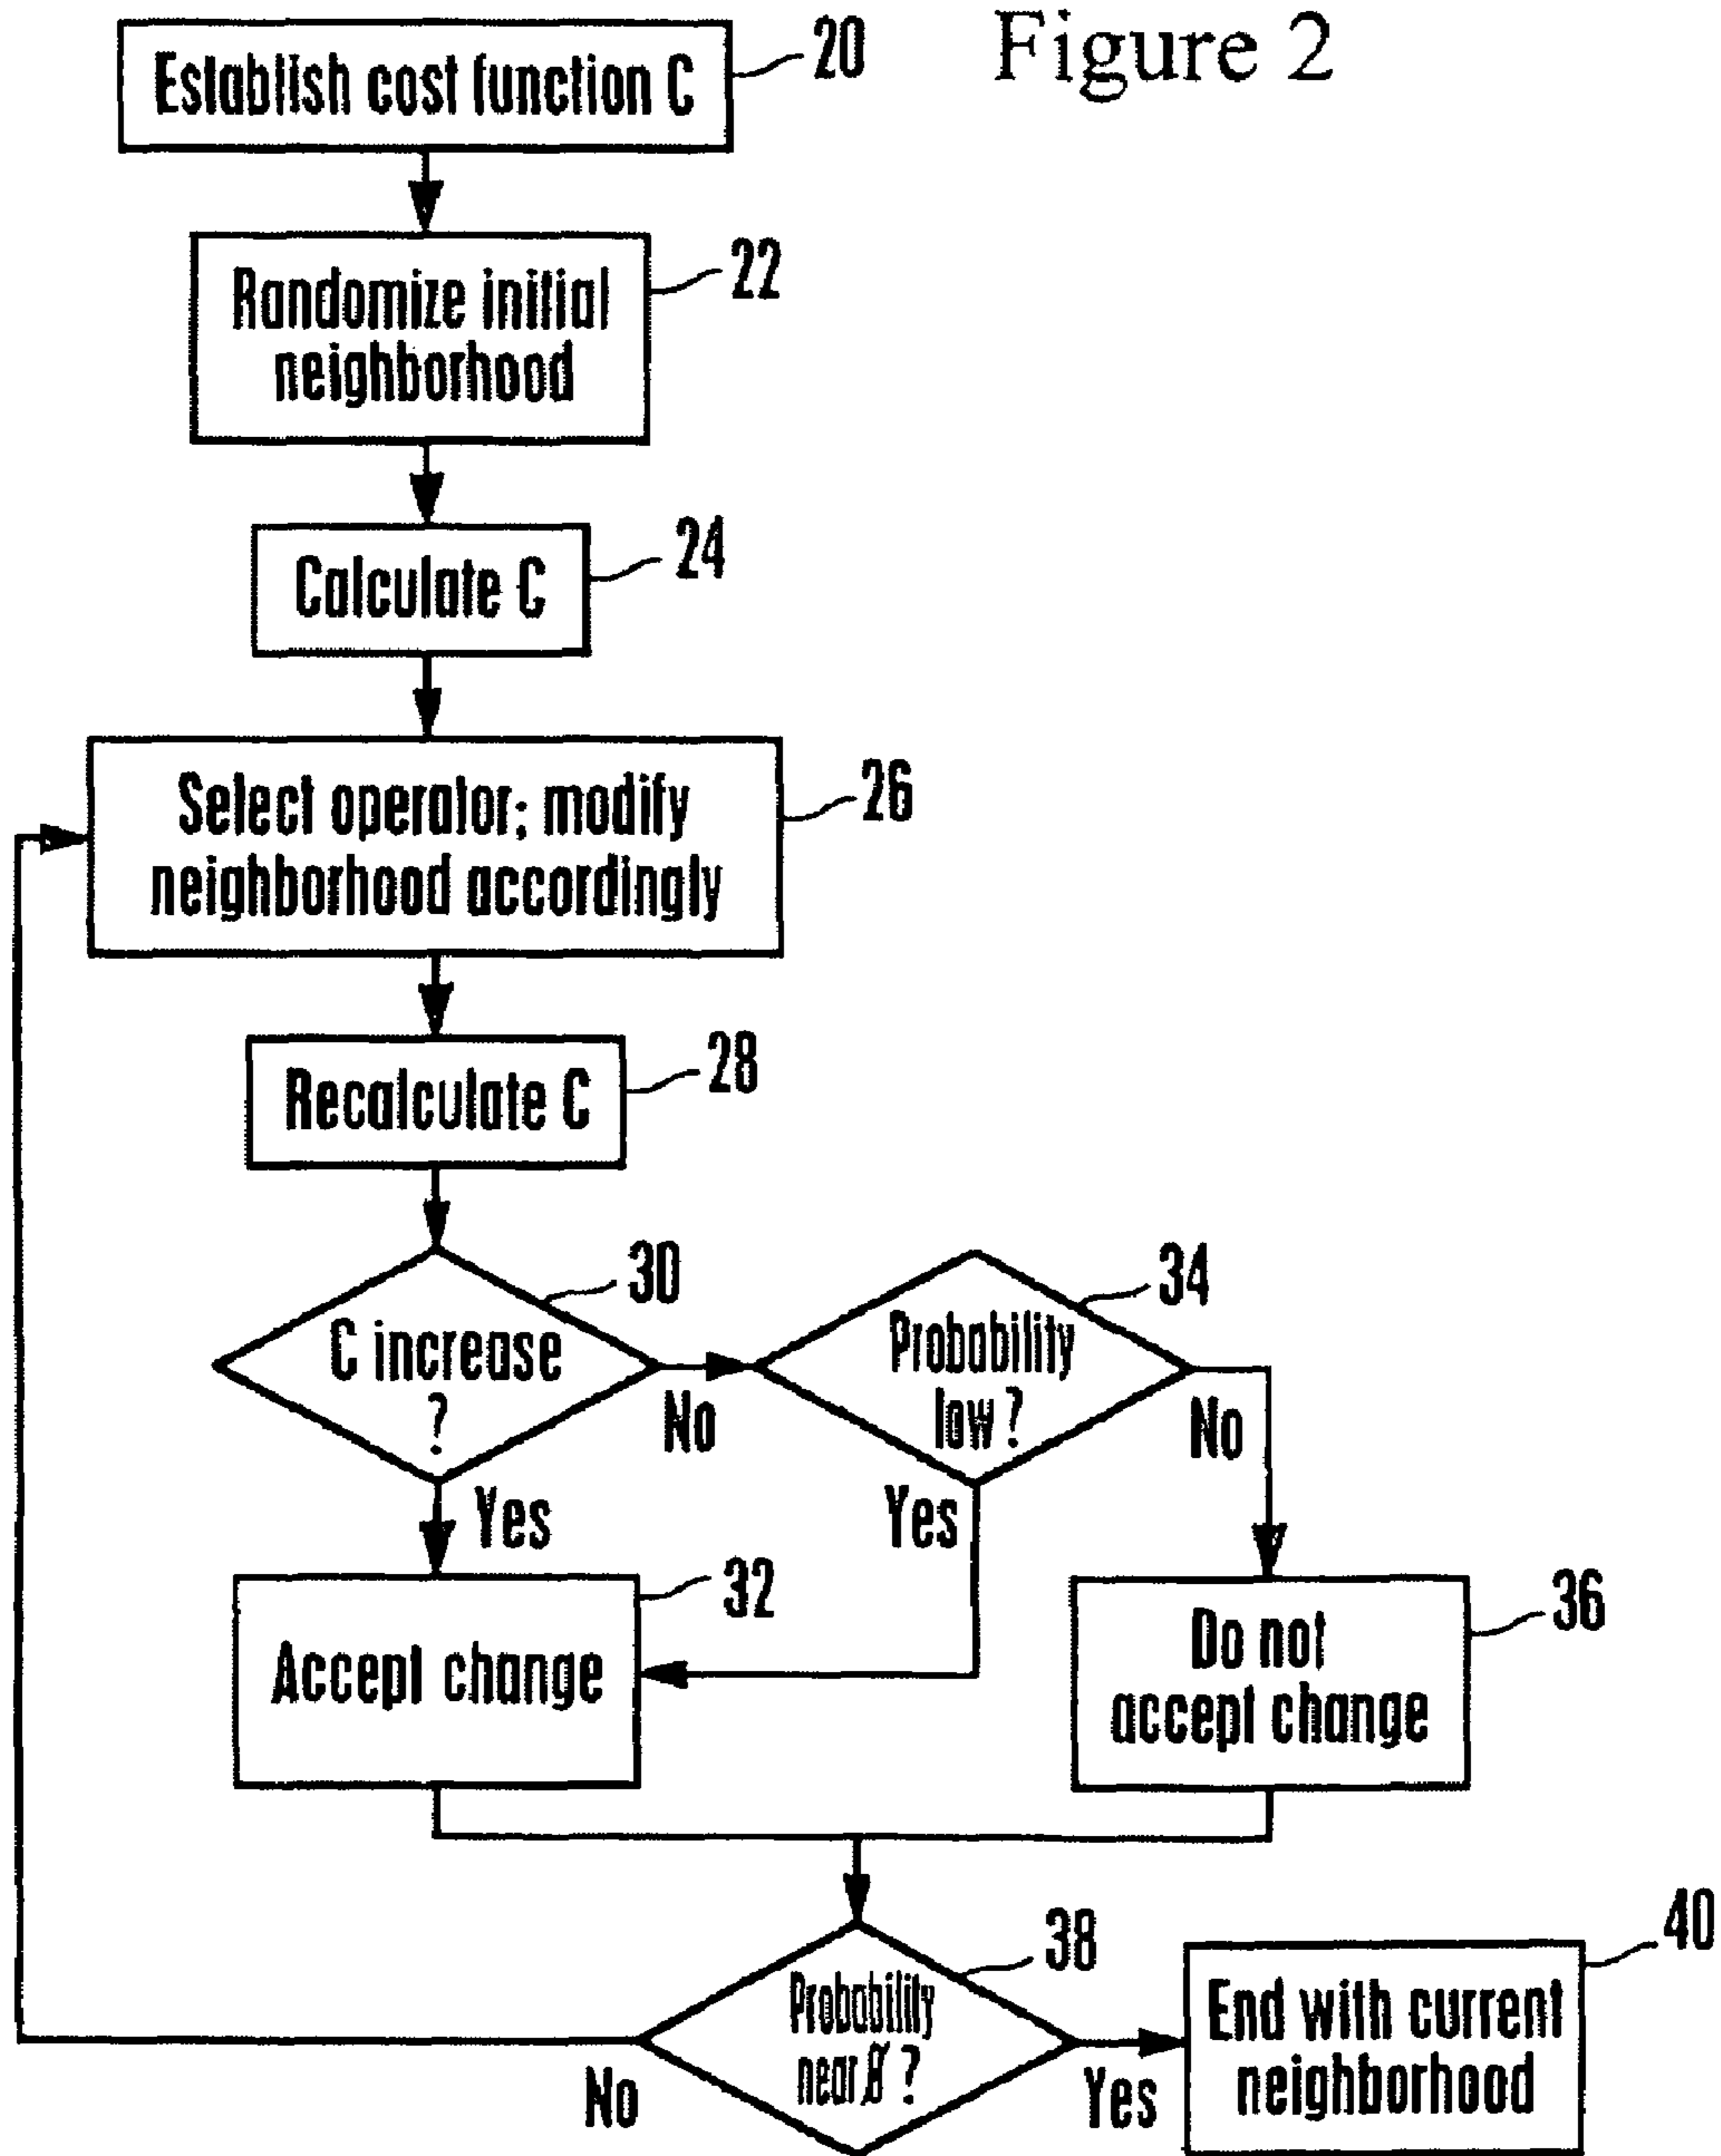 Figure 2
Establish cost function C
20
Randomize initial
neighborhood
22
Calculate C
24
Select operator; modify
neighborhood accordingly
26
Recalculate C
28
C increase
?
30
No
Yes
Probability
low?
34
No
Yes
Accept change
32
Do not
accept change
36
Probability
near ?
38
No
Yes
End with current
neighborhood
40